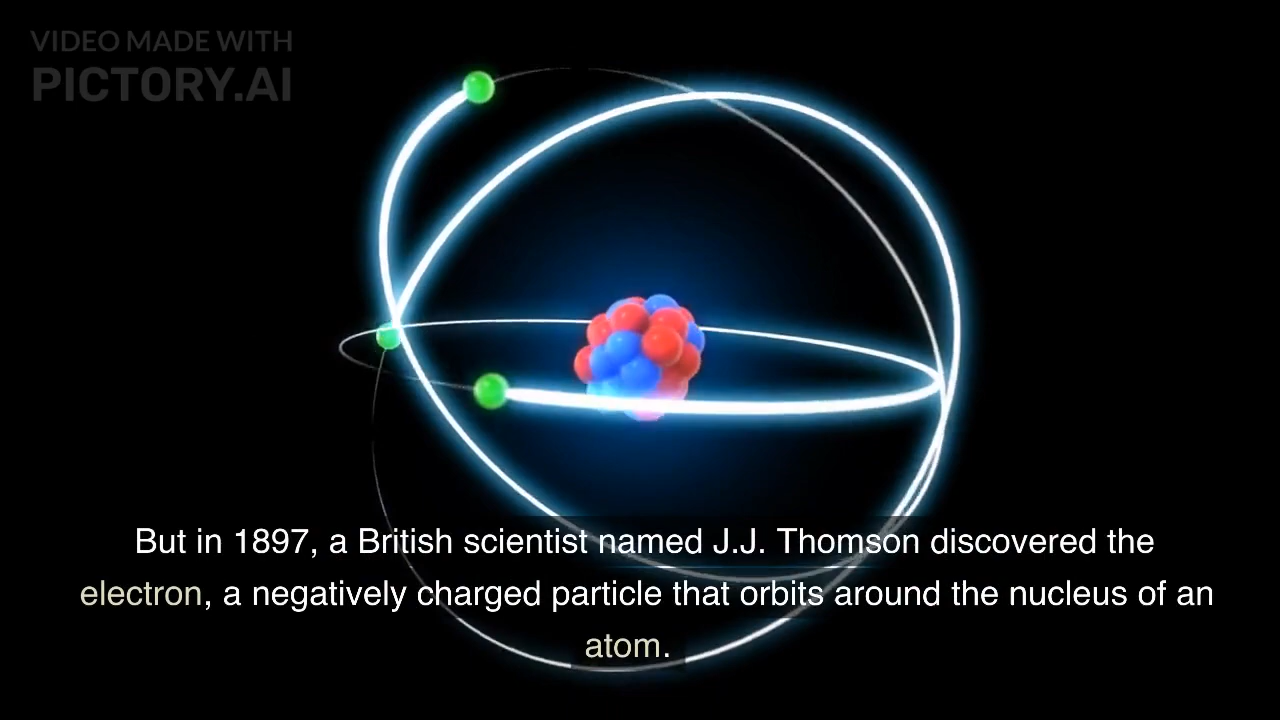 VIDEO MADE WITH
PICTORY.AI
But in 1897, a British scientist named J.J. Thomson discovered the
electron, a negatively charged particle that orbits around the nucleus of an
atom.